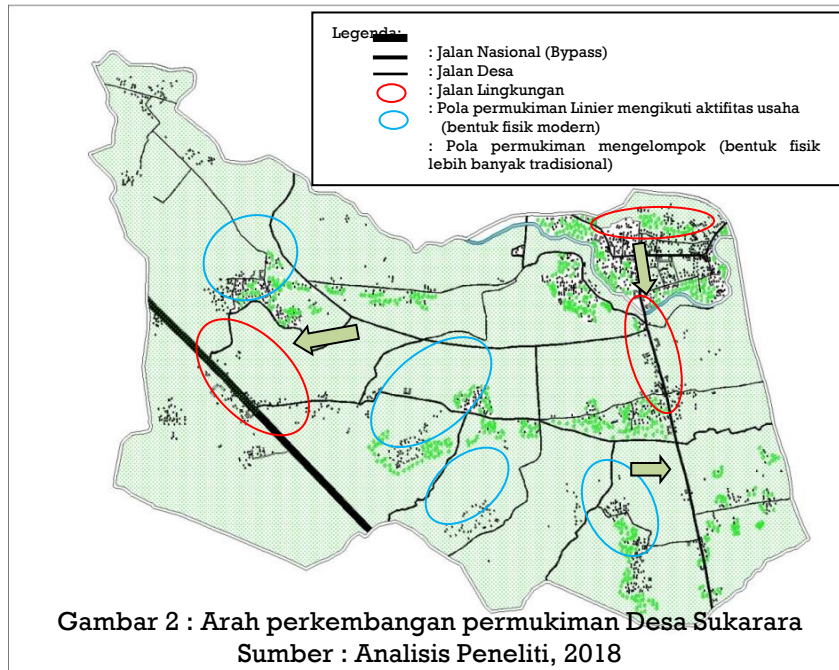 Legenda:
: Jalan Nasional (Bypass)
: Jalan Desa
: Jalan Lingkungan
: Pola permukiman Linier mengikuti aktifitas usaha
(bentuk fisik modern)
: Pola permukiman mengelompok (bentuk fisik
lebih banyak tradisional)
Gambar 2 : Arah perkembangan permukiman Desa Sukarara
Sumber : Analisis Peneliti, 2018